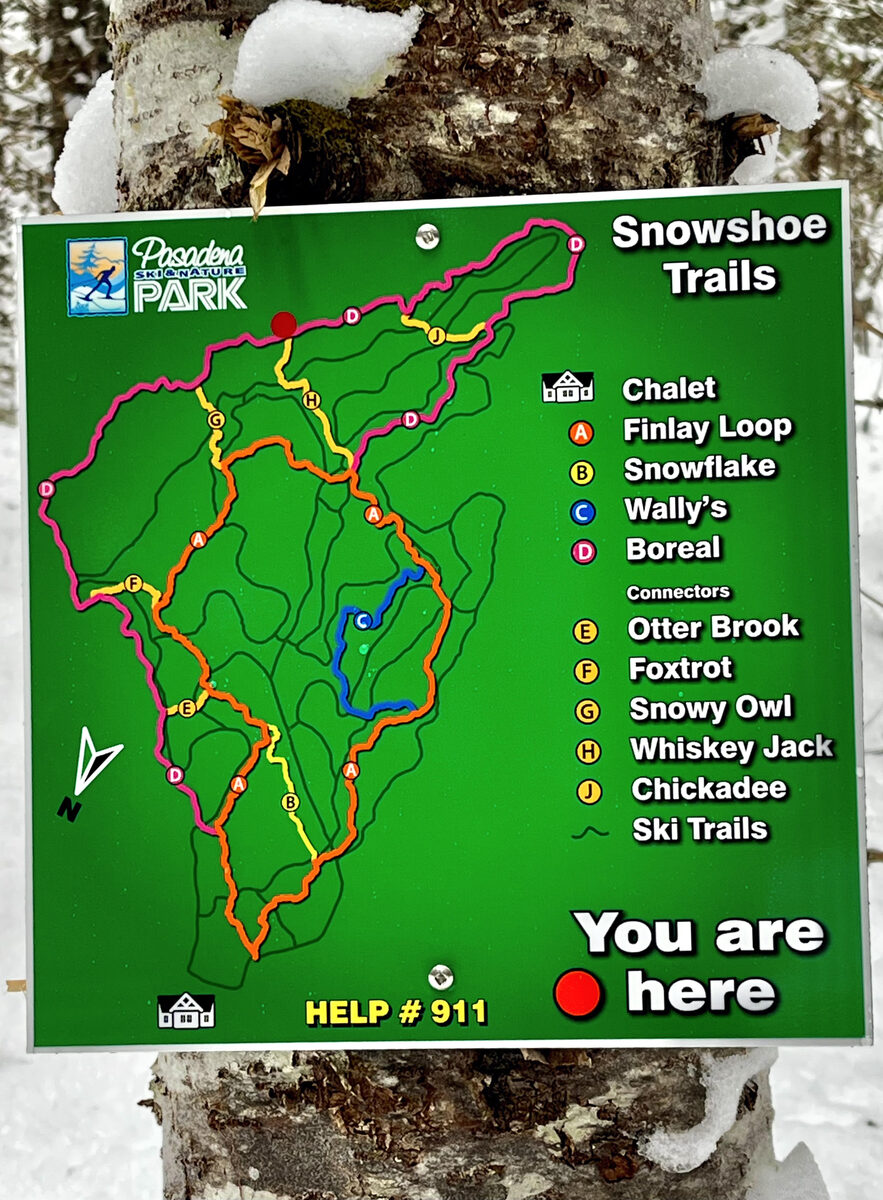 Pasadena
SKI & NATURE
PARK
Snowshoe
Trails
Chalet
A Finlay Loop
B Snowflake
C Wally's
D Boreal
Connectors
E Otter Brook
F Foxtrot
G Snowy Owl
H Whiskey Jack
J Chickadee
Ski Trails
D
D
J
H
D
G
D
A
A
F
C
E
D
A
A
B
N
You are
here
HELP # 911